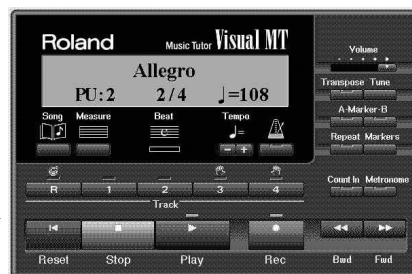 Roland Music Tutor Visual MT
Allegro
PU:2 2/4 ♩=108
Song Measure Beat Tempo
C
♩=
- +
R 1 2 3 4
Track
Reset Stop Play Rec Bwd Fwd
Volume
Transpose Tune
A-Marker-B
Repeat Markers
Count In Metronome